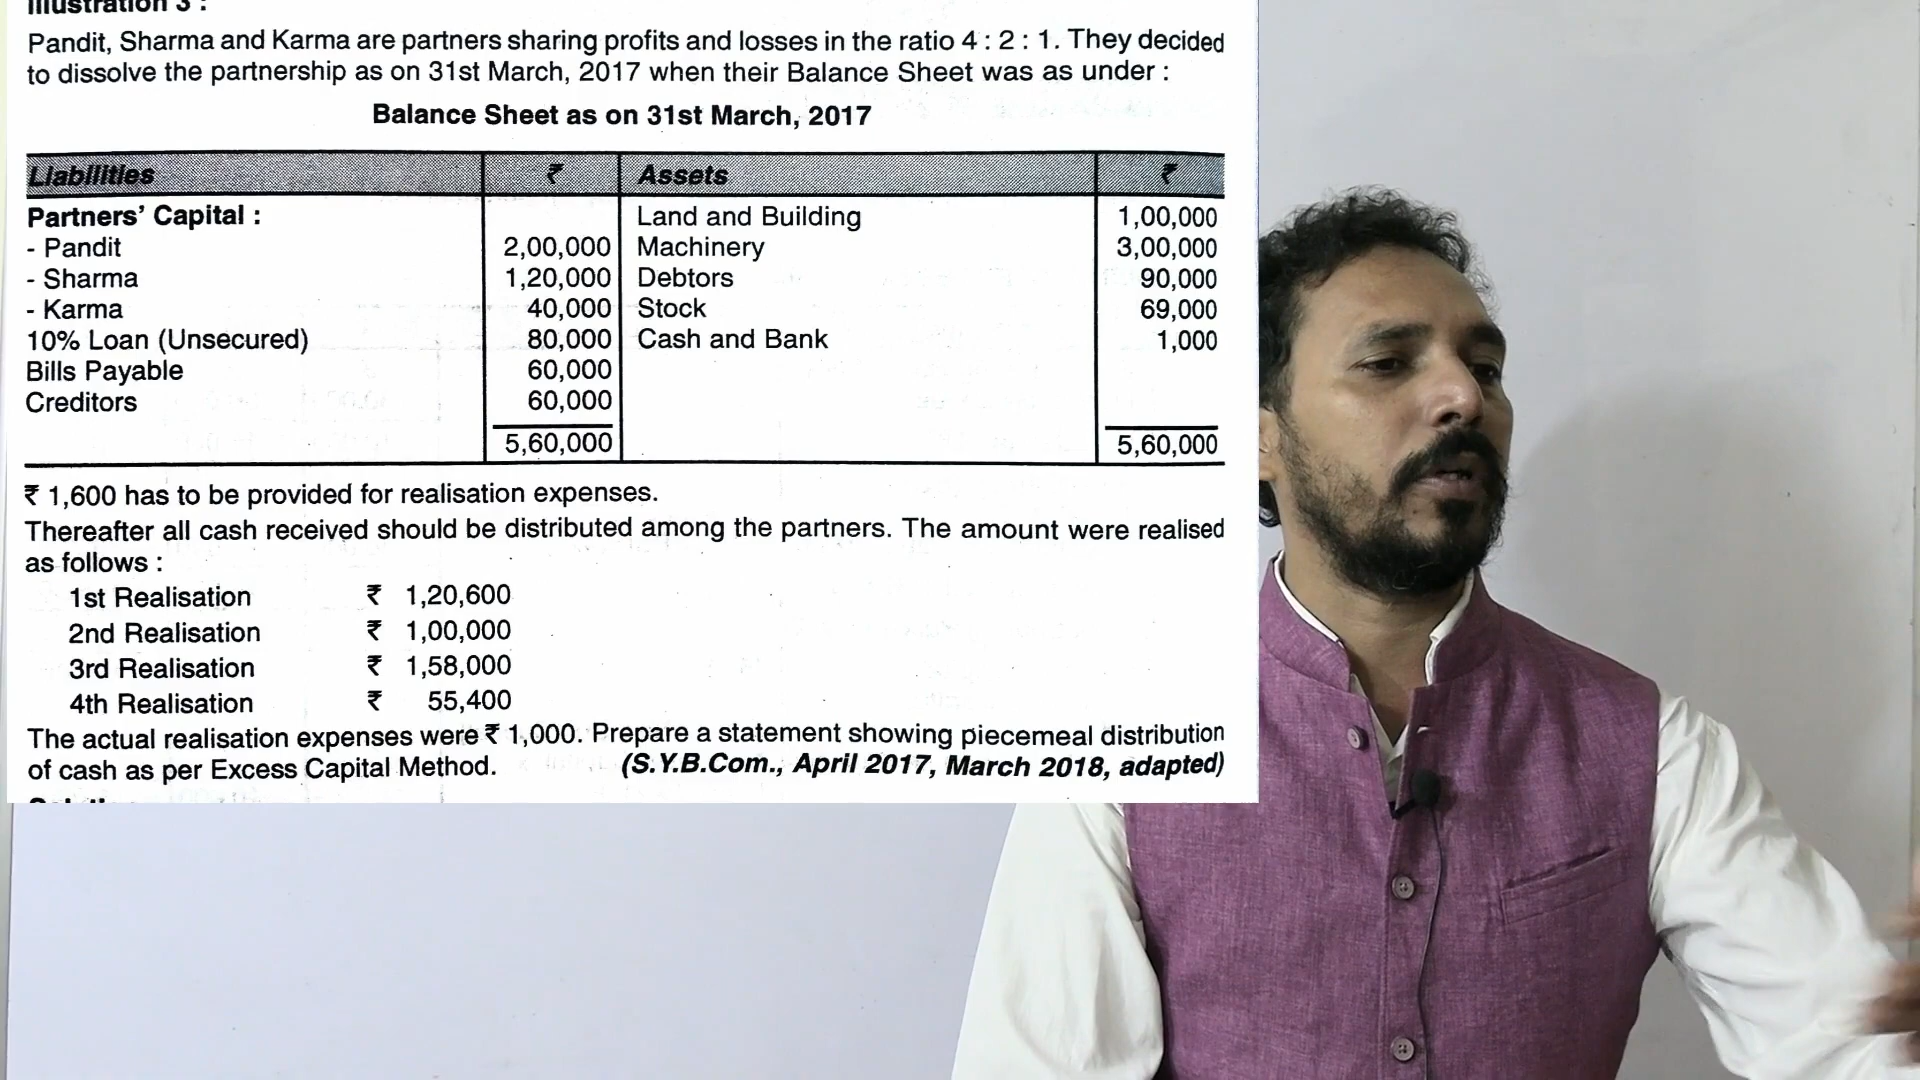 Illustration 3 :
Pandit, Sharma and Karma are partners sharing profits and losses in the ratio 4 : 2 : 1. They decided
to dissolve the partnership as on 31st March, 2017 when their Balance Sheet was as under :
Balance Sheet as on 31st March, 2017
Liabilities ₹ Assets ₹
Partners' Capital : Land and Building 1,00,000
- Pandit 2,00,000 Machinery 3,00,000
- Sharma 1,20,000 Debtors 90,000
- Karma 40,000 Stock 69,000
10% Loan (Unsecured) 80,000 Cash and Bank 1,000
Bills Payable 60,000
Creditors 60,000
5,60,000 5,60,000
₹ 1,600 has to be provided for realisation expenses.
Thereafter all cash received should be distributed among the partners. The amount were realised
as follows :
1st Realisation ₹ 1,20,600
2nd Realisation ₹ 1,00,000
3rd Realisation ₹ 1,58,000
4th Realisation ₹ 55,400
The actual realisation expenses were ₹ 1,000. Prepare a statement showing piecemeal distribution
of cash as per Excess Capital Method. (S.Y.B.Com., April 2017, March 2018, adapted)